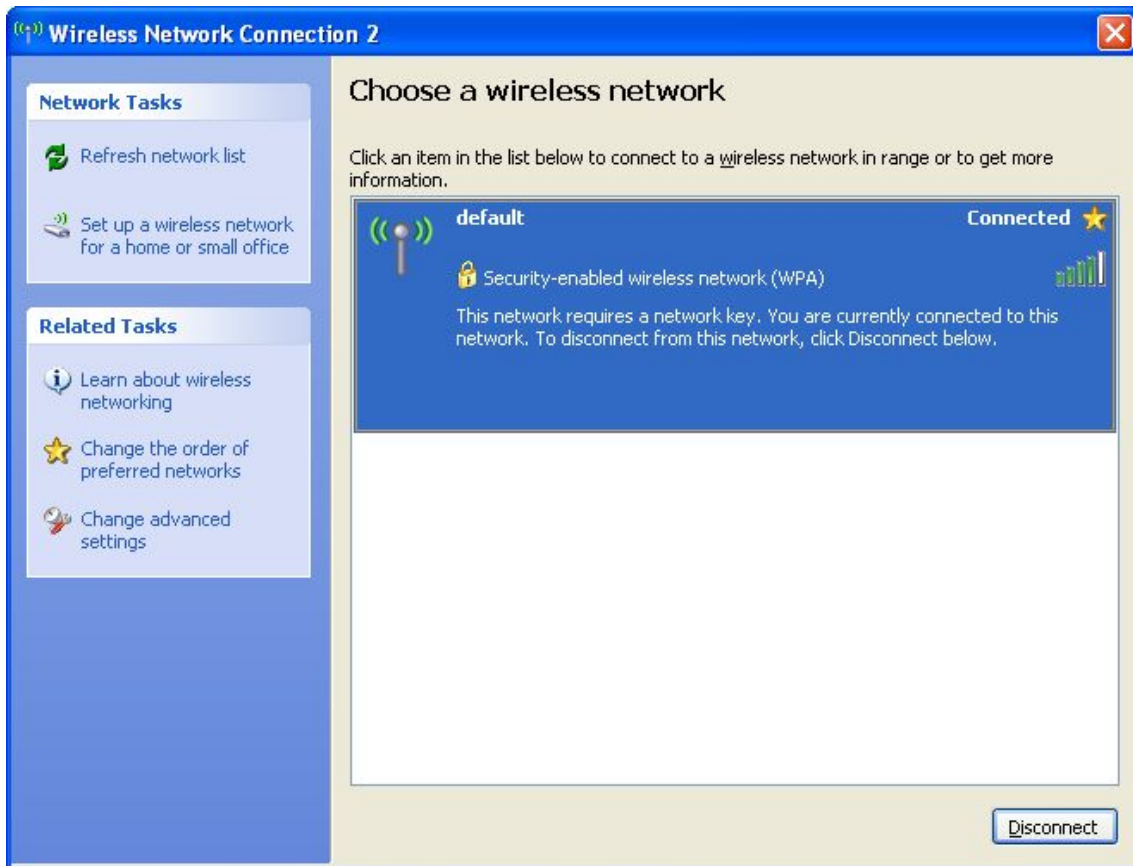 Wireless Network Connection 2
Network Tasks
Refresh network list
Set up a wireless network
for a home or small office
Related Tasks
Learn about wireless
networking
Change the order of
preferred networks
Change advanced
settings
Choose a wireless network
Click an item in the list below to connect to a wireless network in range or to get more
information.
default
Connected
Security-enabled wireless network (WPA)
This network requires a network key. You are currently connected to this
network. To disconnect from this network, click Disconnect below.
Disconnect